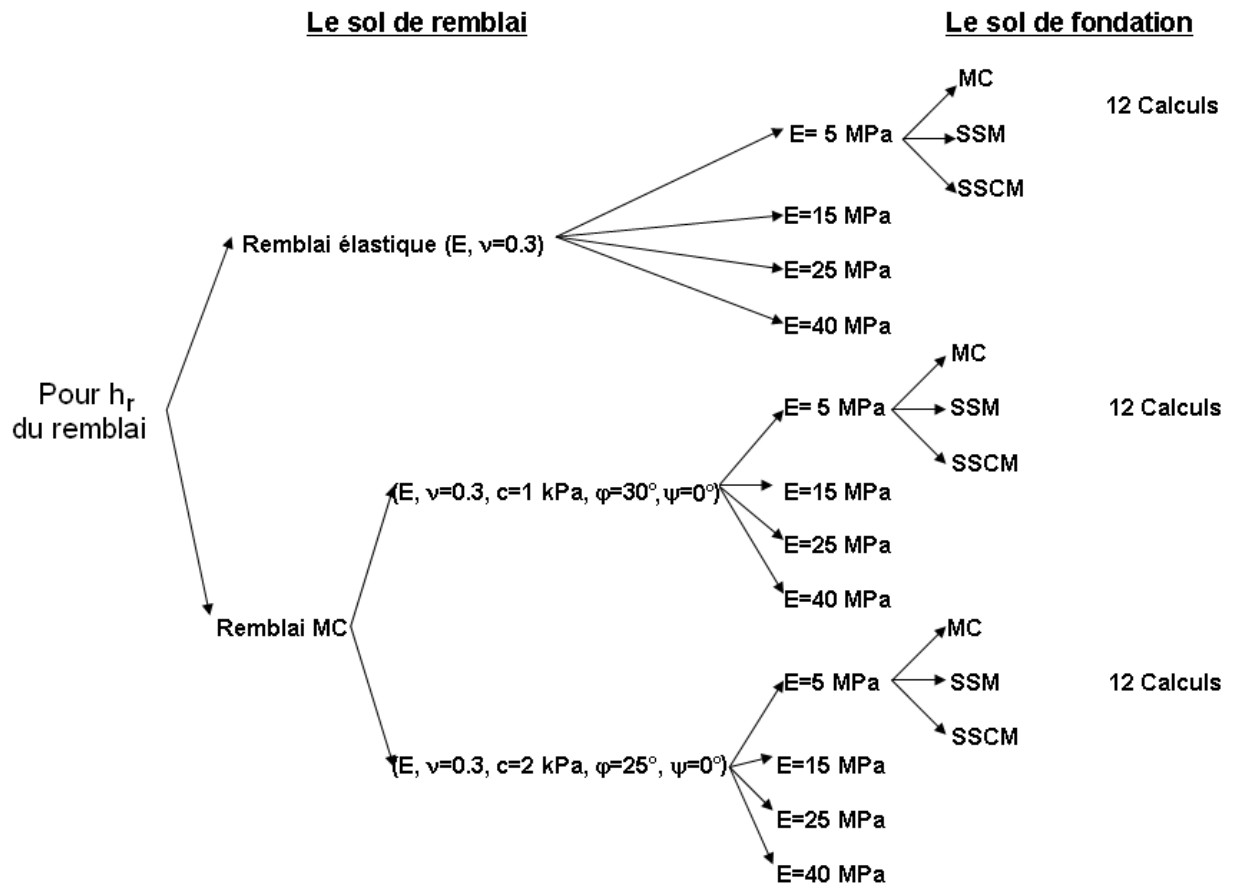 Le sol de remblai
Le sol de fondation
MC
12 Calculs
E= 5 MPa
SSM
SSCM
E=15 MPa
Remblai élastique (E, ν=0.3)
E=25 MPa
E=40 MPa
MC
Pour hr
du remblai
E= 5 MPa
SSM
12 Calculs
SSCM
(E, ν=0.3, c=1 kPa, φ=30°, ψ=0°)
E=15 MPa
E=25 MPa
E=40 MPa
Remblai MC
MC
E=5 MPa
SSM
12 Calculs
SSCM
(E, ν=0.3, c=2 kPa, φ=25°, ψ=0°)
E=15 MPa
E=25 MPa
E=40 MPa